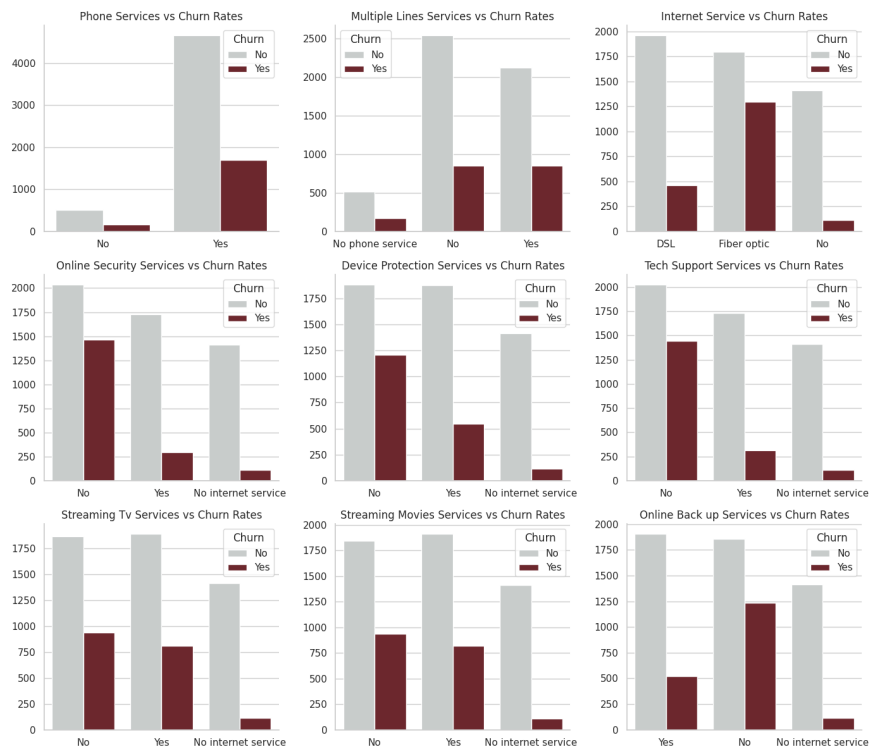 Phone Services vs Churn Rates
Churn
No
Yes
4000
3000
2000
1000
0
No Yes
Multiple Lines Services vs Churn Rates
Churn
No
Yes
2500
2000
1500
1000
500
0
No phone service No Yes
Internet Service vs Churn Rates
Churn
No
Yes
2000
1750
1500
1250
1000
750
500
250
0
DSL Fiber optic No
Online Security Services vs Churn Rates
Churn
No
Yes
2000
1750
1500
1250
1000
750
500
250
0
No Yes No internet service
Device Protection Services vs Churn Rates
Churn
No
Yes
1750
1500
1250
1000
750
500
250
0
No Yes No internet service
Tech Support Services vs Churn Rates
Churn
No
Yes
2000
1750
1500
1250
1000
750
500
250
0
No Yes No internet service
Streaming Tv Services vs Churn Rates
Churn
No
Yes
1750
1500
1250
1000
750
500
250
0
No Yes No internet service
Streaming Movies Services vs Churn Rates
Churn
No
Yes
2000
1750
1500
1250
1000
750
500
250
0
No Yes No internet service
Online Back up Services vs Churn Rates
Churn
No
Yes
2000
1750
1500
1250
1000
750
500
250
0
Yes No No internet service